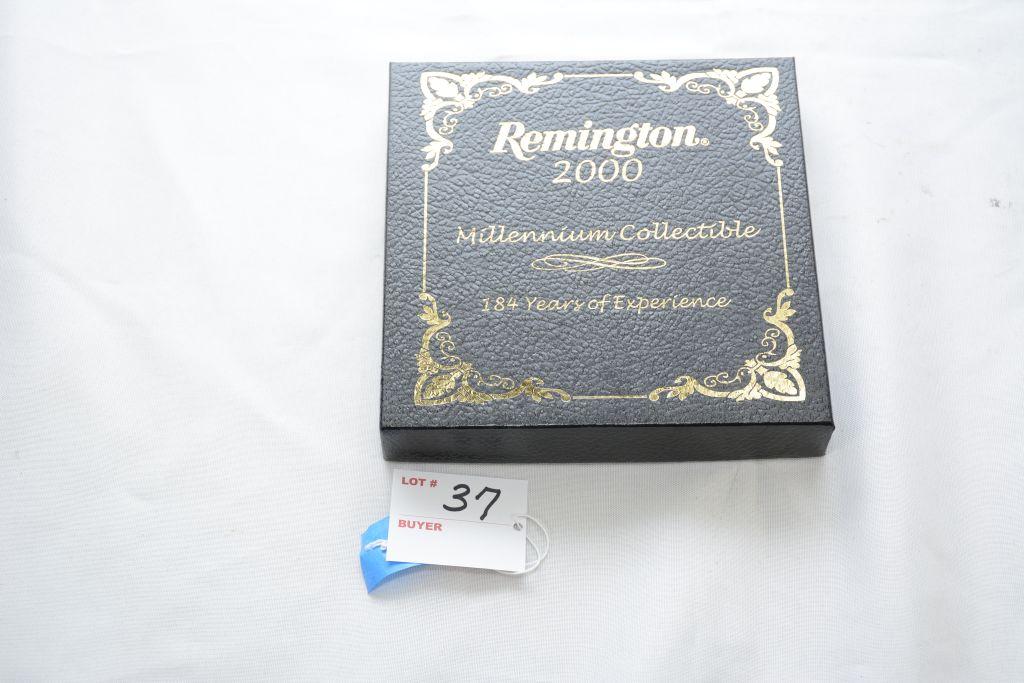 Remington®
2000
Millennium Collectible
184 Years of Experience
LOT # 37
BUYER